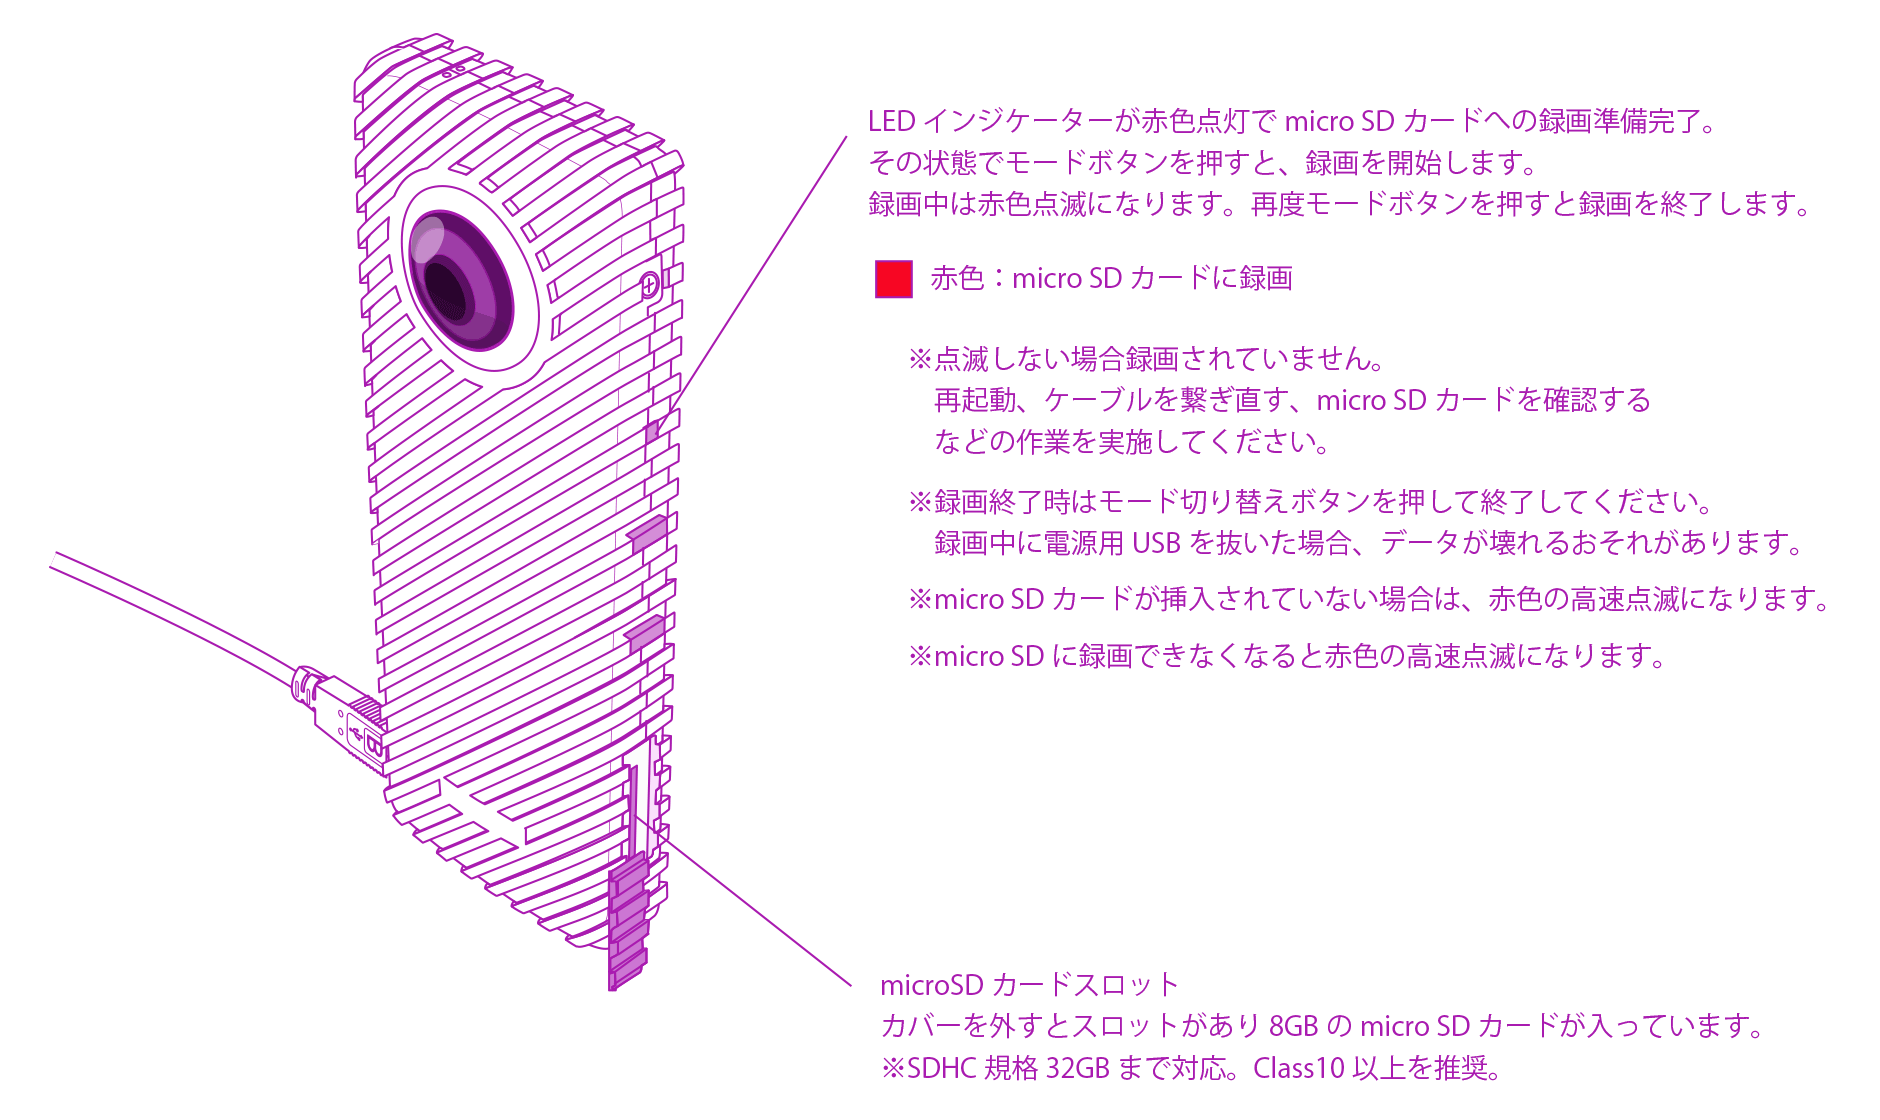 LED インジケーターが赤色点灯で micro SD カードへの録画準備完了。
その状態でモードボタンを押すと、録画を開始します。
録画中は赤色点滅になります。再度モードボタンを押すと録画を終了します。
赤色：micro SD カードに録画
※点滅しない場合録画されていません。
再起動、ケーブルを繋ぎ直す、micro SD カードを確認する
などの作業を実施してください。
※録画終了時はモード切り替えボタンを押して終了してください。
録画中に電源用 USB を抜いた場合、データが壊れるおそれがあります。
※micro SD カードが挿入されていない場合は、赤色の高速点滅になります。
※micro SD に録画できなくなると赤色の高速点滅になります。
B
microSD カードスロット
カバーを外すとスロットがあり 8GB の micro SD カードが入っています。
※SDHC 規格 32GB まで対応。Class10 以上を推奨。